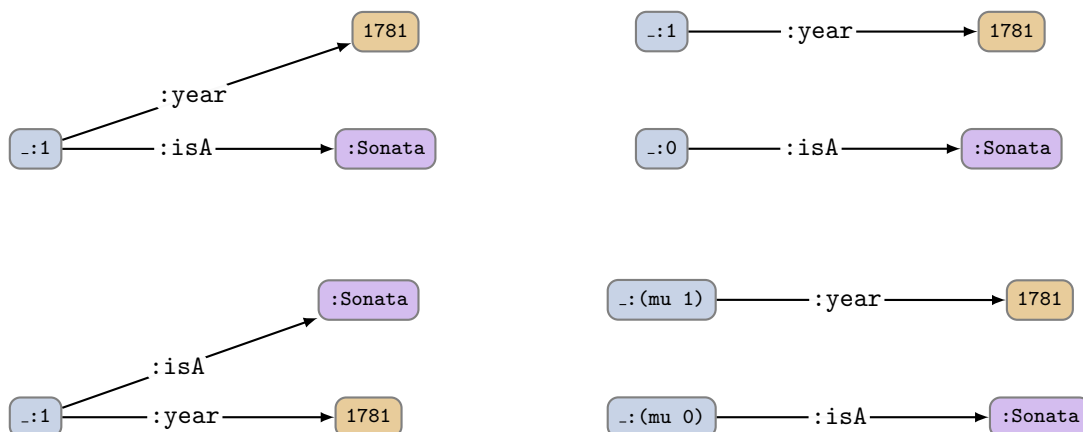 1781
:year
_:1
:isA
:Sonata
_:1
:year
1781
_:0
:isA
:Sonata
:Sonata
:isA
_:1
:year
1781
_:(mu 1)
:year
1781
_:(mu 0)
:isA
:Sonata